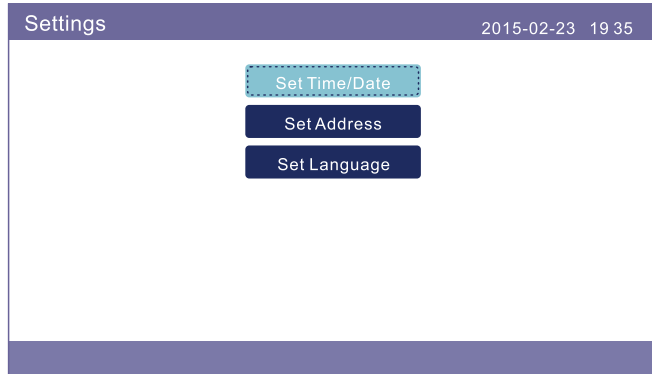 Settings
2015-02-23 19 35
Set Time/Date
Set Address
Set Language